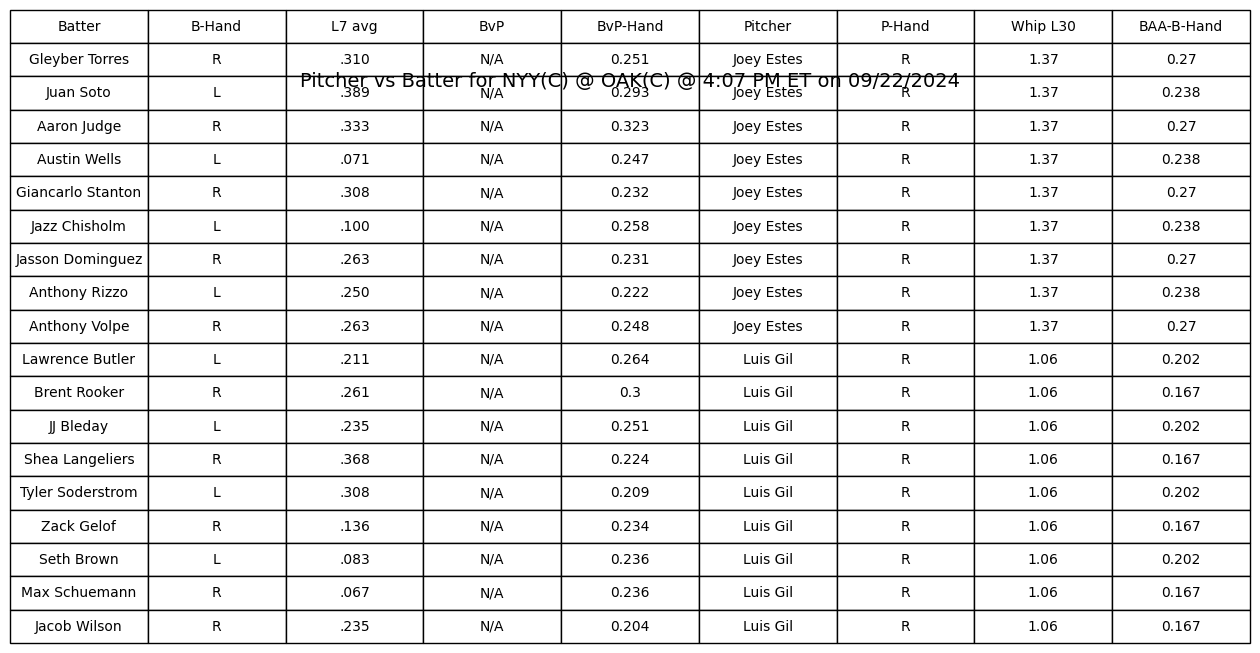 Batter B-Hand L7 avg BvP BvP-Hand Pitcher P-Hand Whip L30 BAA-B-Hand
Gleyber Torres R .310 N/A 0.251 Joey Estes R 1.37 0.27
Pitcher vs Batter for NYY(C) @ OAK(C) @ 4:07 PM ET on 09/22/2024
Juan Soto L .389 N/A 0.293 Joey Estes R 1.37 0.238
Aaron Judge R .333 N/A 0.323 Joey Estes R 1.37 0.27
Austin Wells L .071 N/A 0.247 Joey Estes R 1.37 0.238
Giancarlo Stanton R .308 N/A 0.232 Joey Estes R 1.37 0.27
Jazz Chisholm L .100 N/A 0.258 Joey Estes R 1.37 0.238
Jasson Dominguez R .263 N/A 0.231 Joey Estes R 1.37 0.27
Anthony Rizzo L .250 N/A 0.222 Joey Estes R 1.37 0.238
Anthony Volpe R .263 N/A 0.248 Joey Estes R 1.37 0.27
Lawrence Butler L .211 N/A 0.264 Luis Gil R 1.06 0.202
Brent Rooker R .261 N/A 0.3 Luis Gil R 1.06 0.167
JJ Bleday L .235 N/A 0.251 Luis Gil R 1.06 0.202
Shea Langeliers R .368 N/A 0.224 Luis Gil R 1.06 0.167
Tyler Soderstrom L .308 N/A 0.209 Luis Gil R 1.06 0.202
Zack Gelof R .136 N/A 0.234 Luis Gil R 1.06 0.167
Seth Brown L .083 N/A 0.236 Luis Gil R 1.06 0.202
Max Schuemann R .067 N/A 0.236 Luis Gil R 1.06 0.167
Jacob Wilson R .235 N/A 0.204 Luis Gil R 1.06 0.167